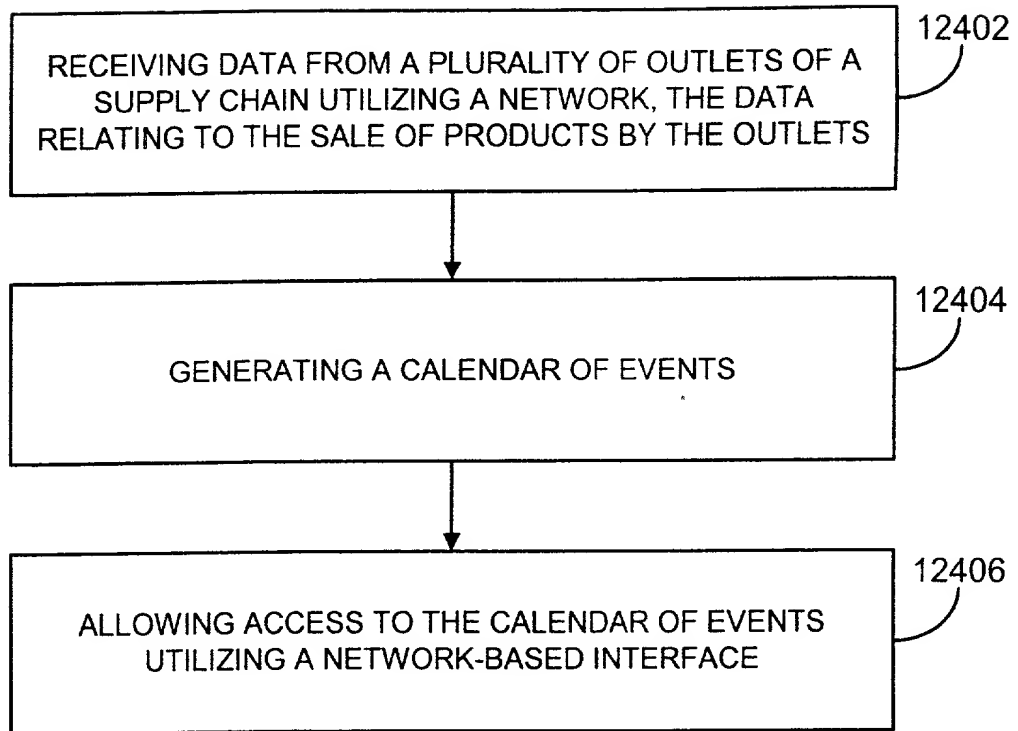 12402
RECEIVING DATA FROM A PLURALITY OF OUTLETS OF A
SUPPLY CHAIN UTILIZING A NETWORK, THE DATA
RELATING TO THE SALE OF PRODUCTS BY THE OUTLETS
12404
GENERATING A CALENDAR OF EVENTS
12406
ALLOWING ACCESS TO THE CALENDAR OF EVENTS
UTILIZING A NETWORK-BASED INTERFACE